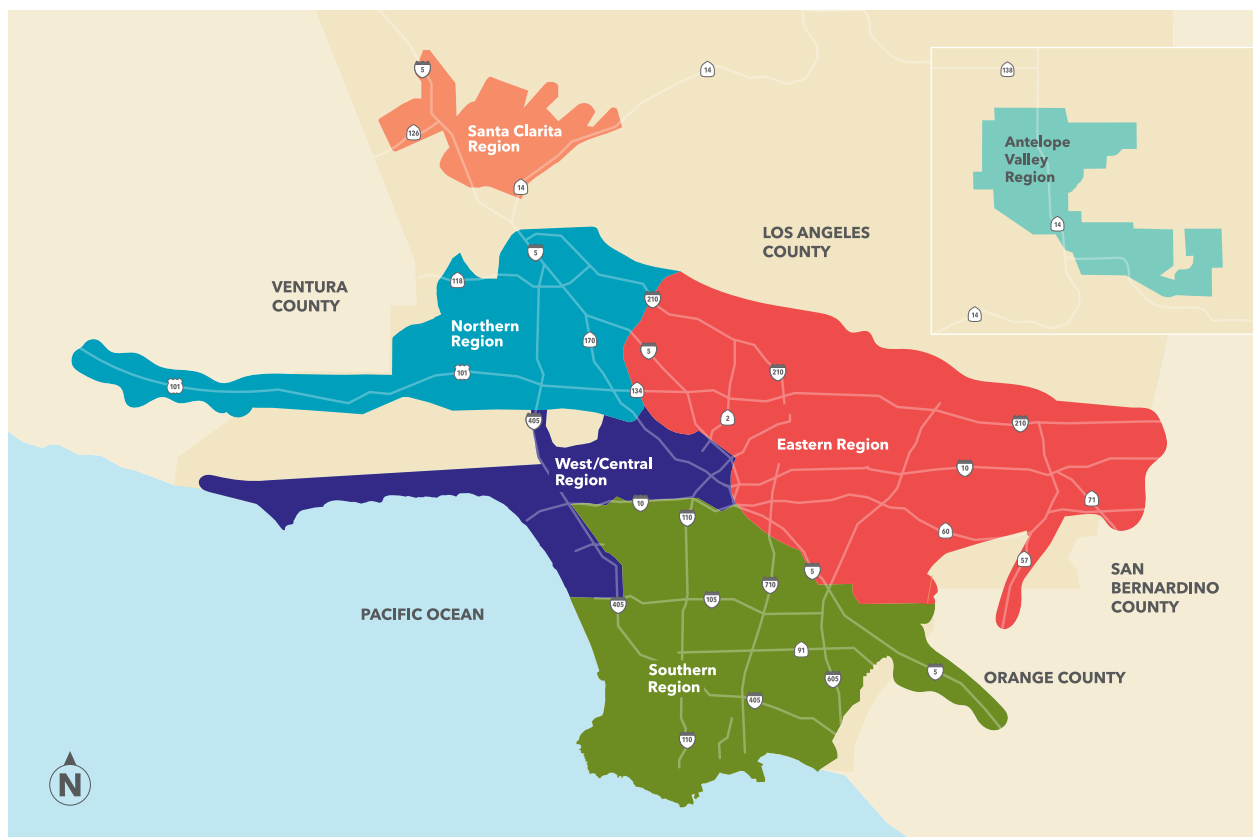 5
14
138
126
Santa Clarita
Region
Antelope
Valley
Region
14
14
LOS ANGELES
COUNTY
5
118
VENTURA
COUNTY
210
14
Northern
Region
170
5
101
210
101
134
405
2
210
Eastern Region
West/Central
Region
10
10
71
110
60
5
57
SAN
BERNARDINO
COUNTY
710
105
405
PACIFIC OCEAN
91
Southern
Region
5
ORANGE COUNTY
605
405
110
N